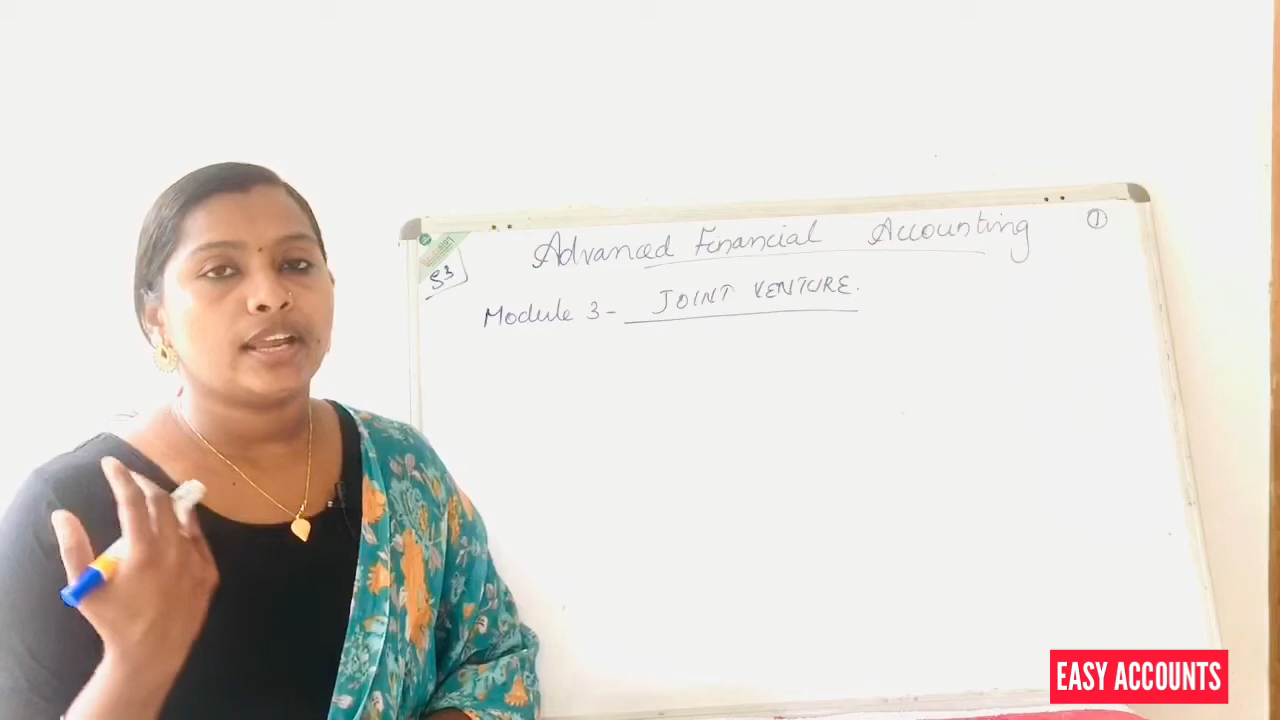 Advanced Financial Accounting
1
S3
Module 3 - JOINT VENTURE.
EASY ACCOUNTS